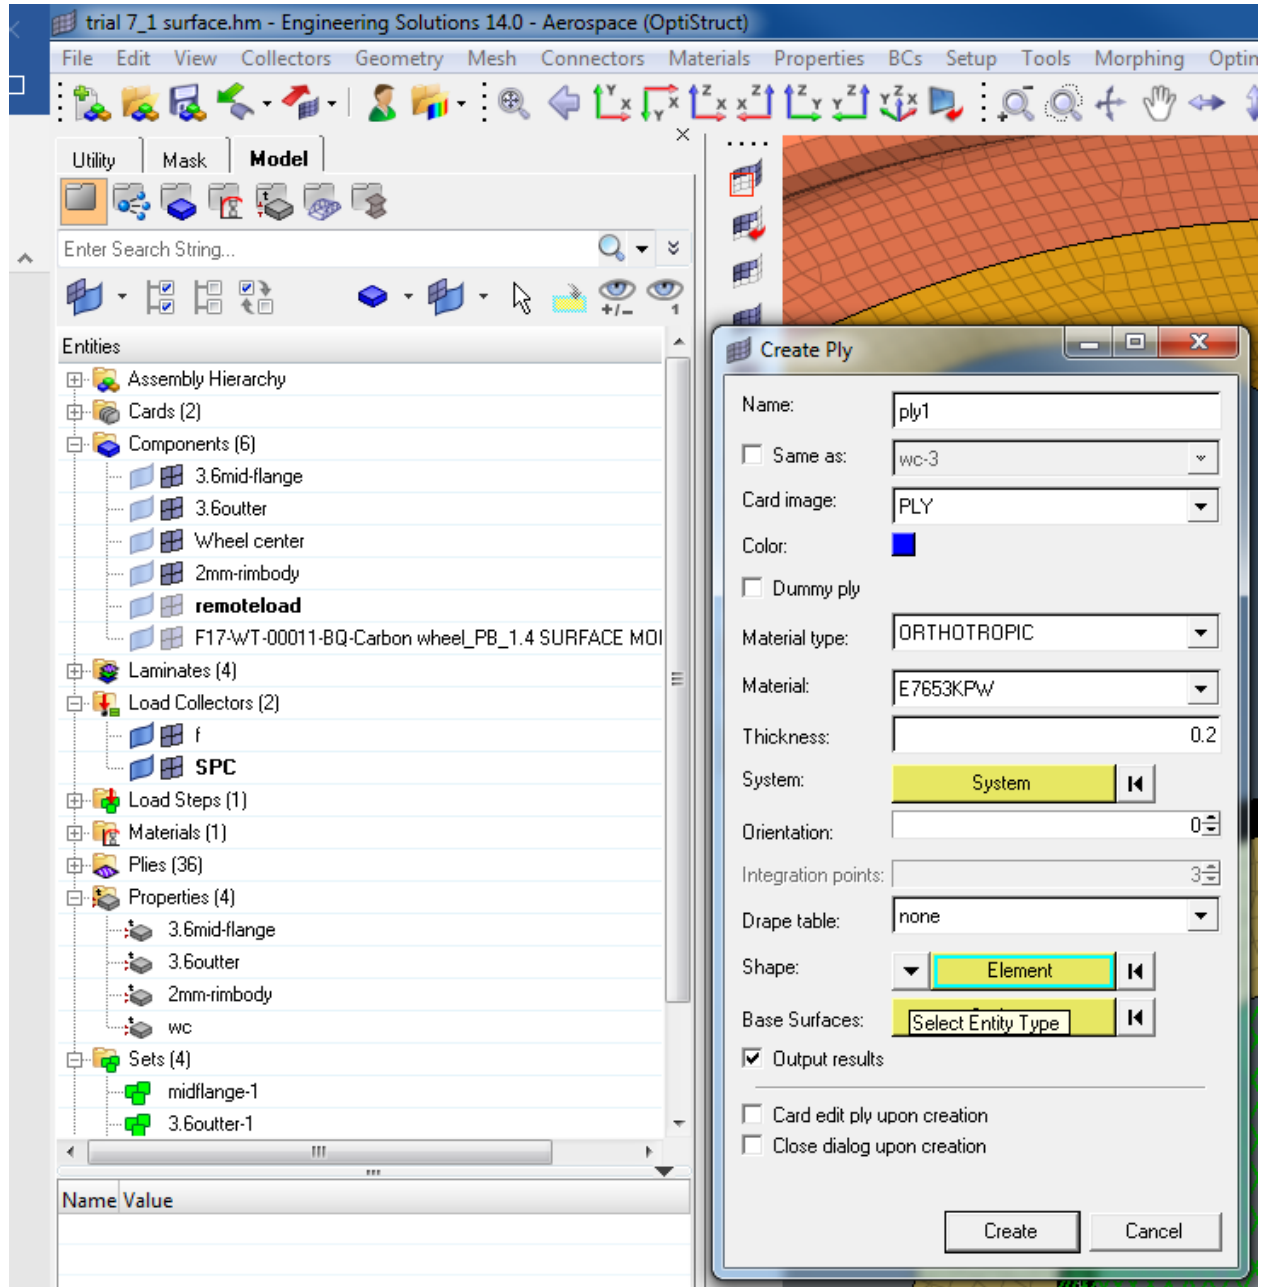 trial 7_1 surface.hm - Engineering Solutions 14.0 - Aerospace (OptiStruct)
File Edit View Collectors Geometry Mesh Connectors Materials Properties BCs Setup Tools Morphing Optin
Utility Mask Model
Enter Search String...
Entities
Assembly Hierarchy
Cards (2)
Components (6)
3.6mid-flange
3.6outter
Wheel center
2mm-rimbody
remoteload
F17-WT-00011-BQ-Carbon wheel_PB_1.4 SURFACE MOI
Laminates (4)
Load Collectors (2)
f
SPC
Load Steps (1)
Materials (1)
Plies (36)
Properties (4)
3.6mid-flange
3.6outter
2mm-rimbody
wc
Sets (4)
midflange-1
3.6outter-1
Name Value
Create Ply
Name: ply1
Same as: wc-3
Card image: PLY
Color:
Dummy ply
Material type: ORTHOTROPIC
Material: E7653KPW
Thickness: 0.2
System: System
Orientation: 0
Integration points: 3
Drape table: none
Shape: Element
Base Surfaces: Select Entity Type
Output results
Card edit ply upon creation
Close dialog upon creation
Create Cancel